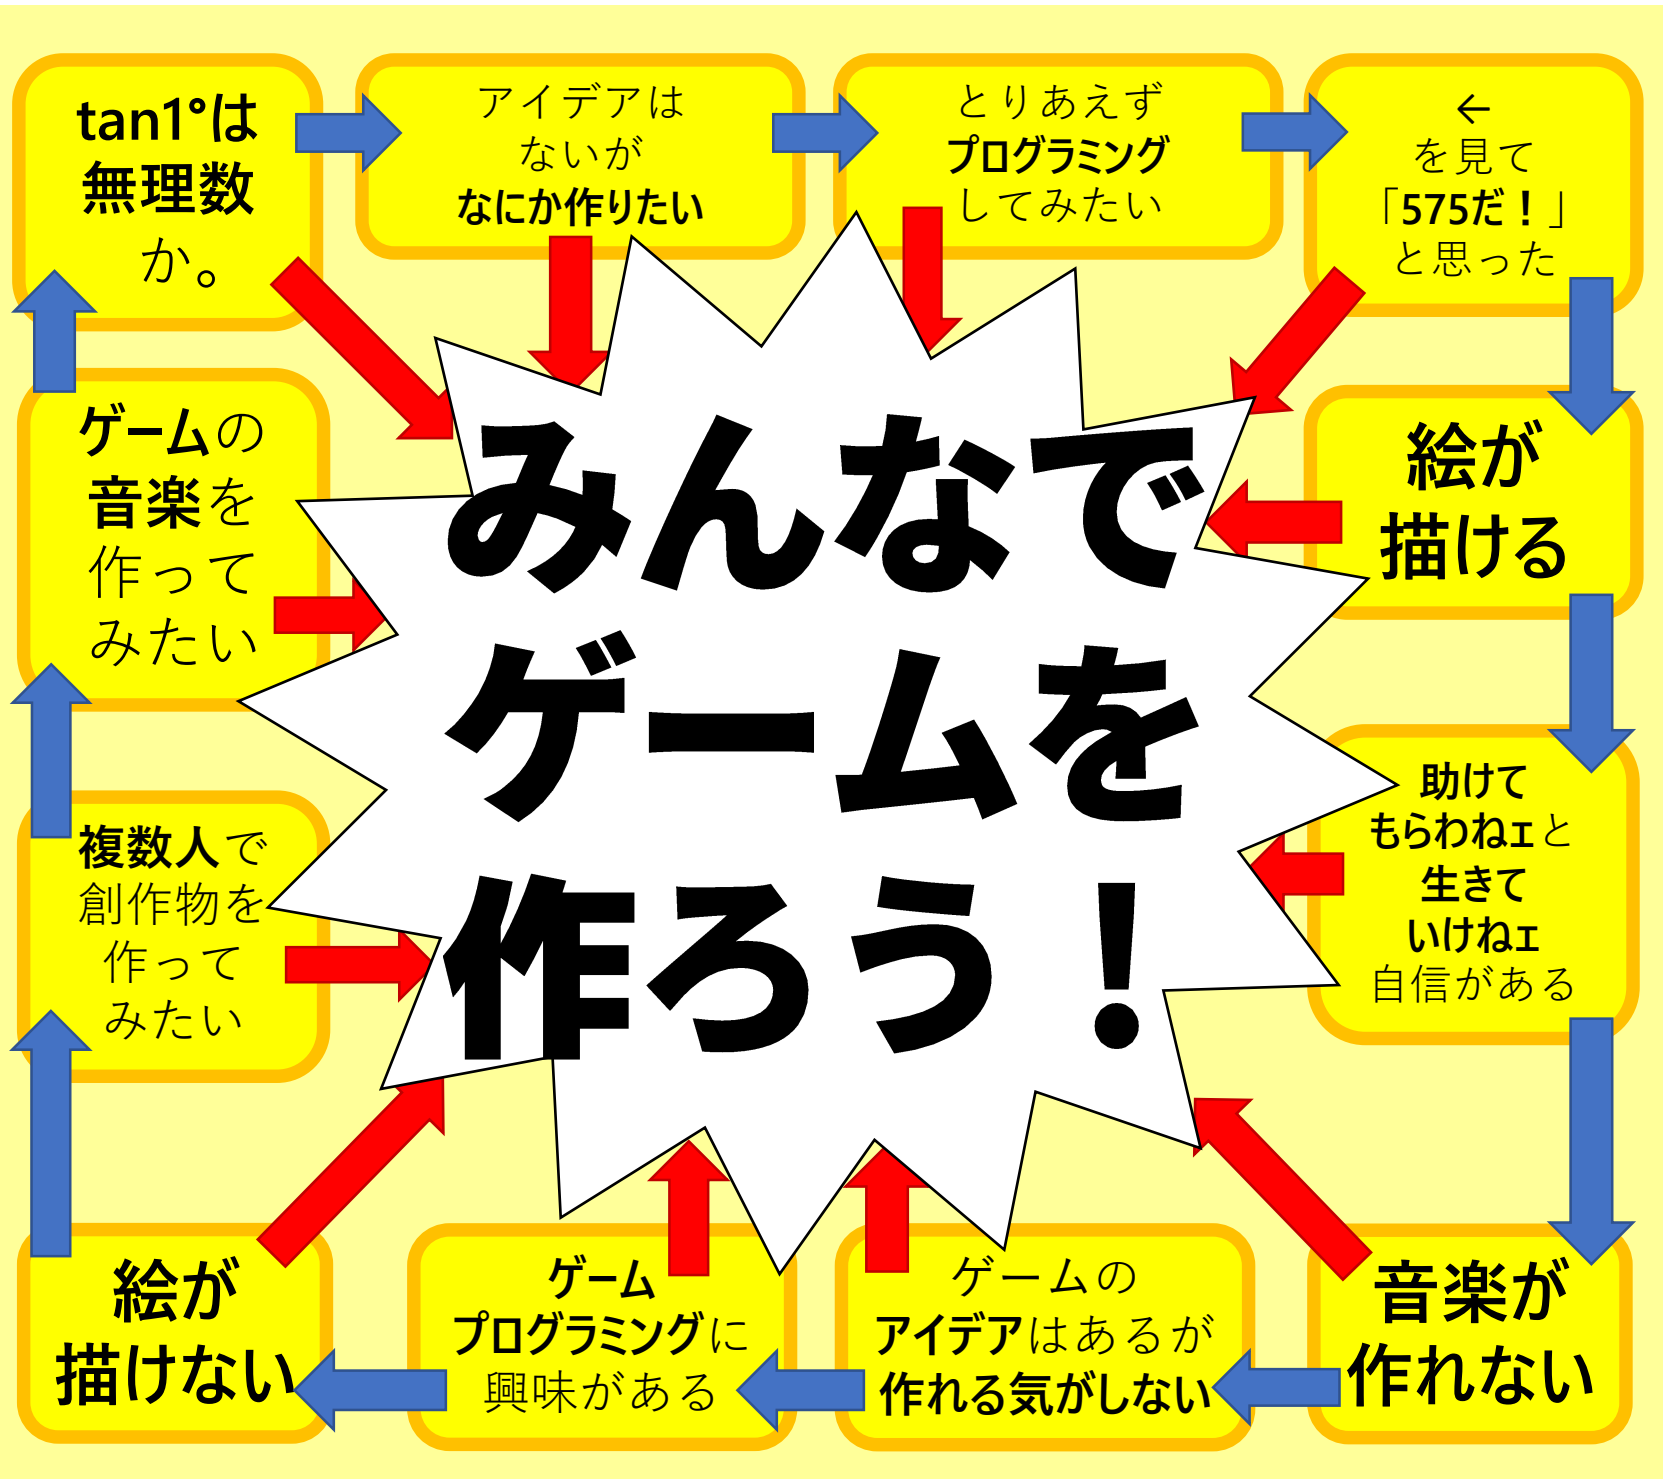 tan1°は
無理数
か。
アイデアは
ないが
なにか作りたい
とりあえず
プログラミング
してみたい
←
を見て
「575だ！」
と思った
絵が
描ける
助けて
もらわねェと
生きて
いけねェ
自信がある
音楽が
作れない
ゲームの
アイデアはあるが
作れる気がしない
ゲーム
プログラミングに
興味がある
絵が
描けない
複数人で
創作物を
作って
みたい
ゲームの
音楽を
作って
みたい
みんなで
ゲームを
作ろう！